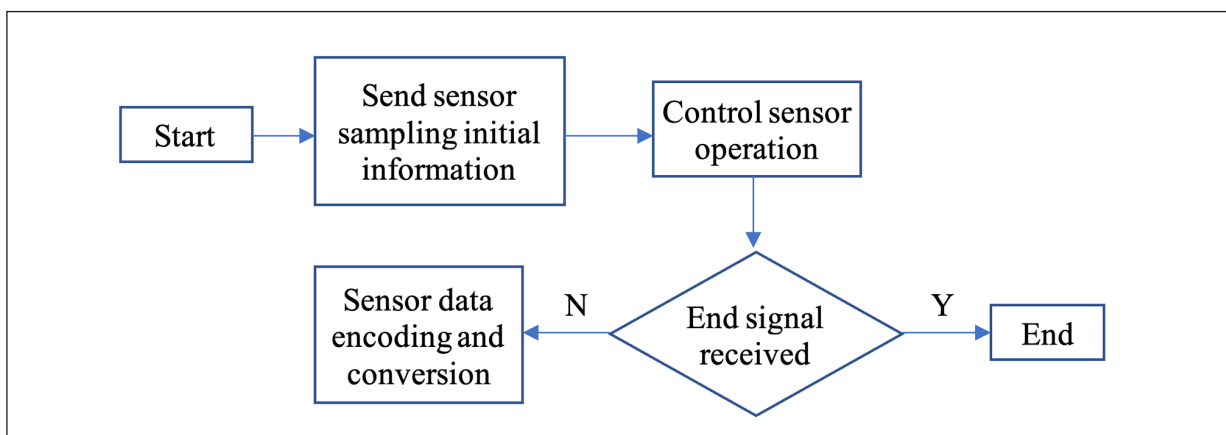 Start
Send sensor
sampling initial
information
Control sensor
operation
End signal
received
N
Y
Sensor data
encoding and
conversion
End